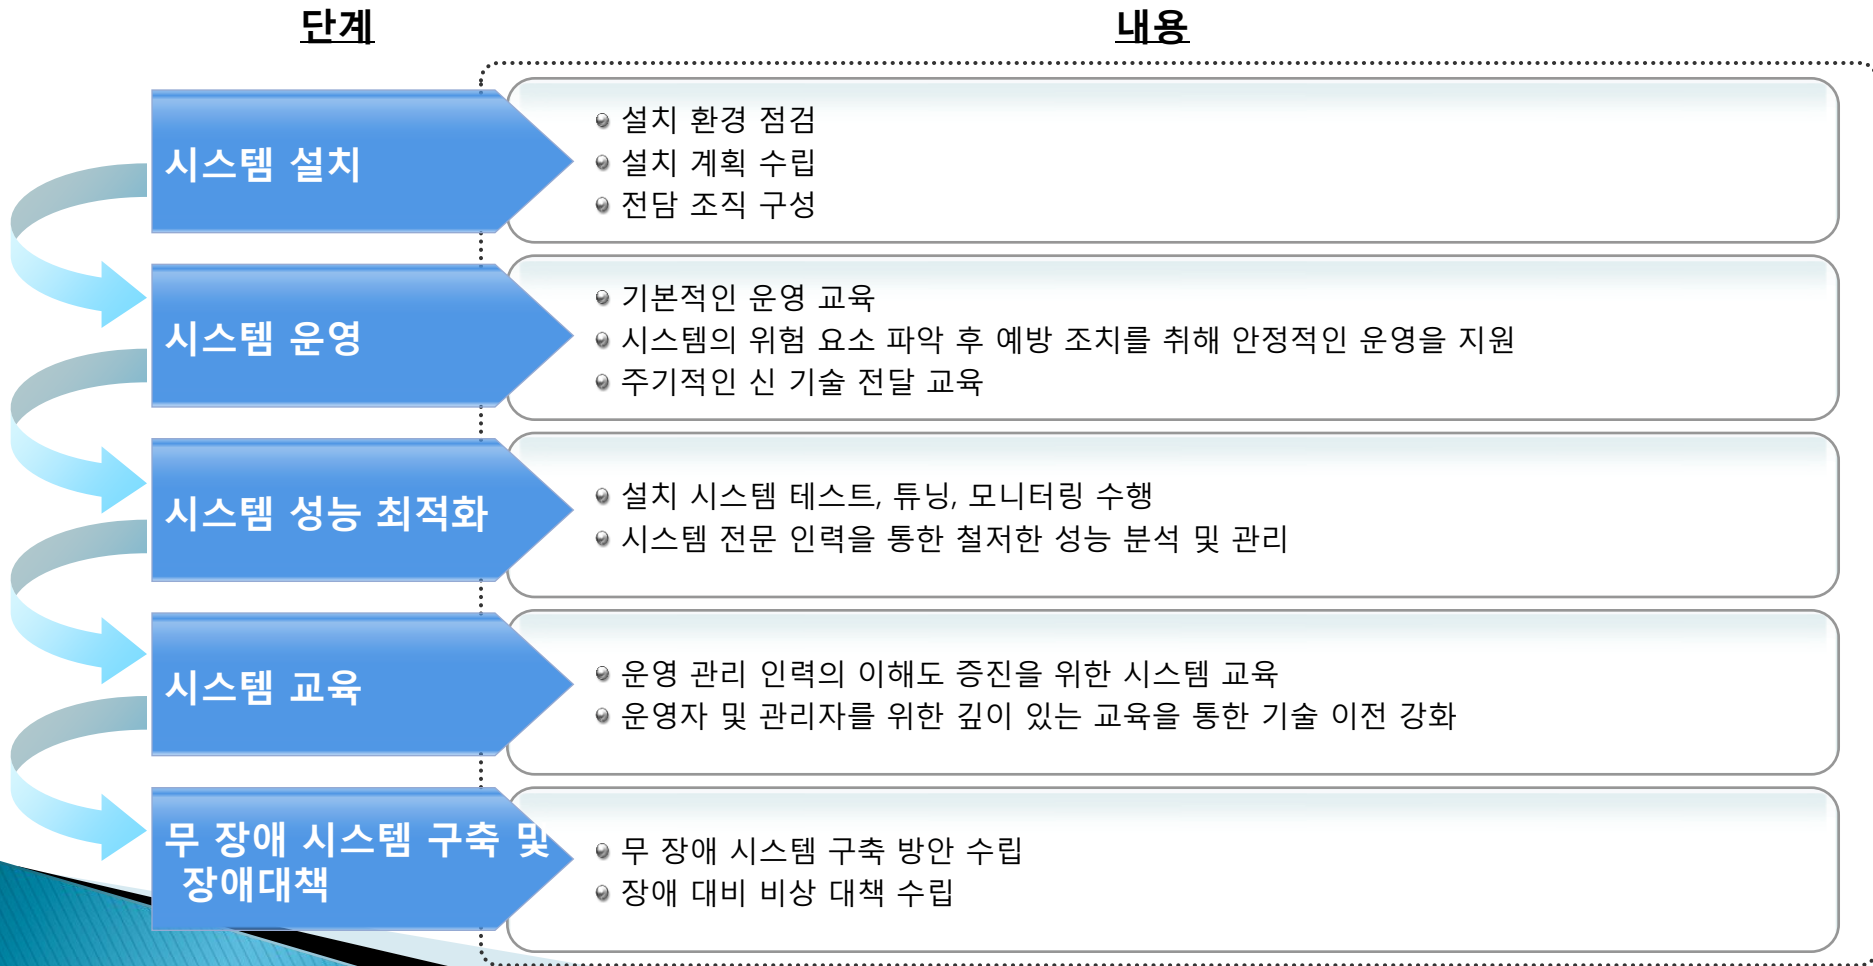 단계
내용
시스템 설치
설치 환경 점검
설치 계획 수립
전담 조직 구성
시스템 운영
기본적인 운영 교육
시스템의 위험 요소 파악 후 예방 조치를 취해 안정적인 운영을 지원
주기적인 신 기술 전달 교육
시스템 성능 최적화
설치 시스템 테스트, 튜닝, 모니터링 수행
시스템 전문 인력을 통한 철저한 성능 분석 및 관리
시스템 교육
운영 관리 인력의 이해도 증진을 위한 시스템 교육
운영자 및 관리자를 위한 깊이 있는 교육을 통한 기술 이전 강화
무 장애 시스템 구축 및
장애대책
무 장애 시스템 구축 방안 수립
장애 대비 비상 대책 수립